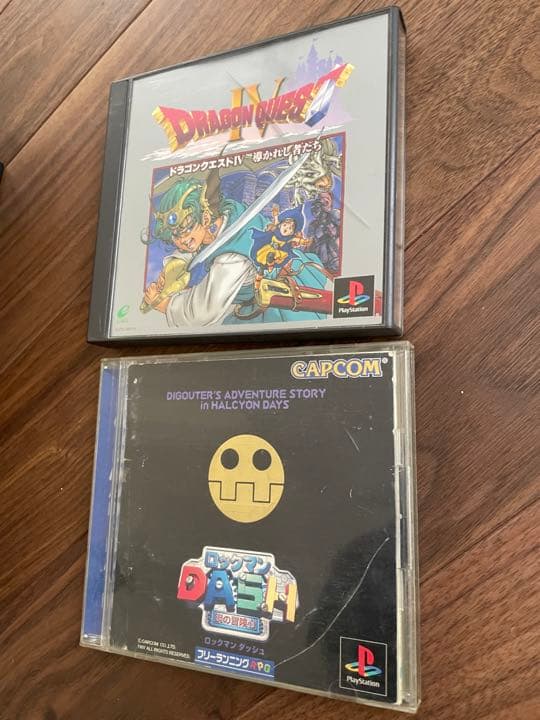 DRAGON QUEST
IV
ドラゴンクエストIV 導かれし者たち
PlayStation
CAPCOM
DIGOUTER'S ADVENTURE STORY
in HALCYON DAYS
ロックマン
DASH
鋼の冒険心
ロックマン ダッシュ
フリーランニングRPG
PlayStation